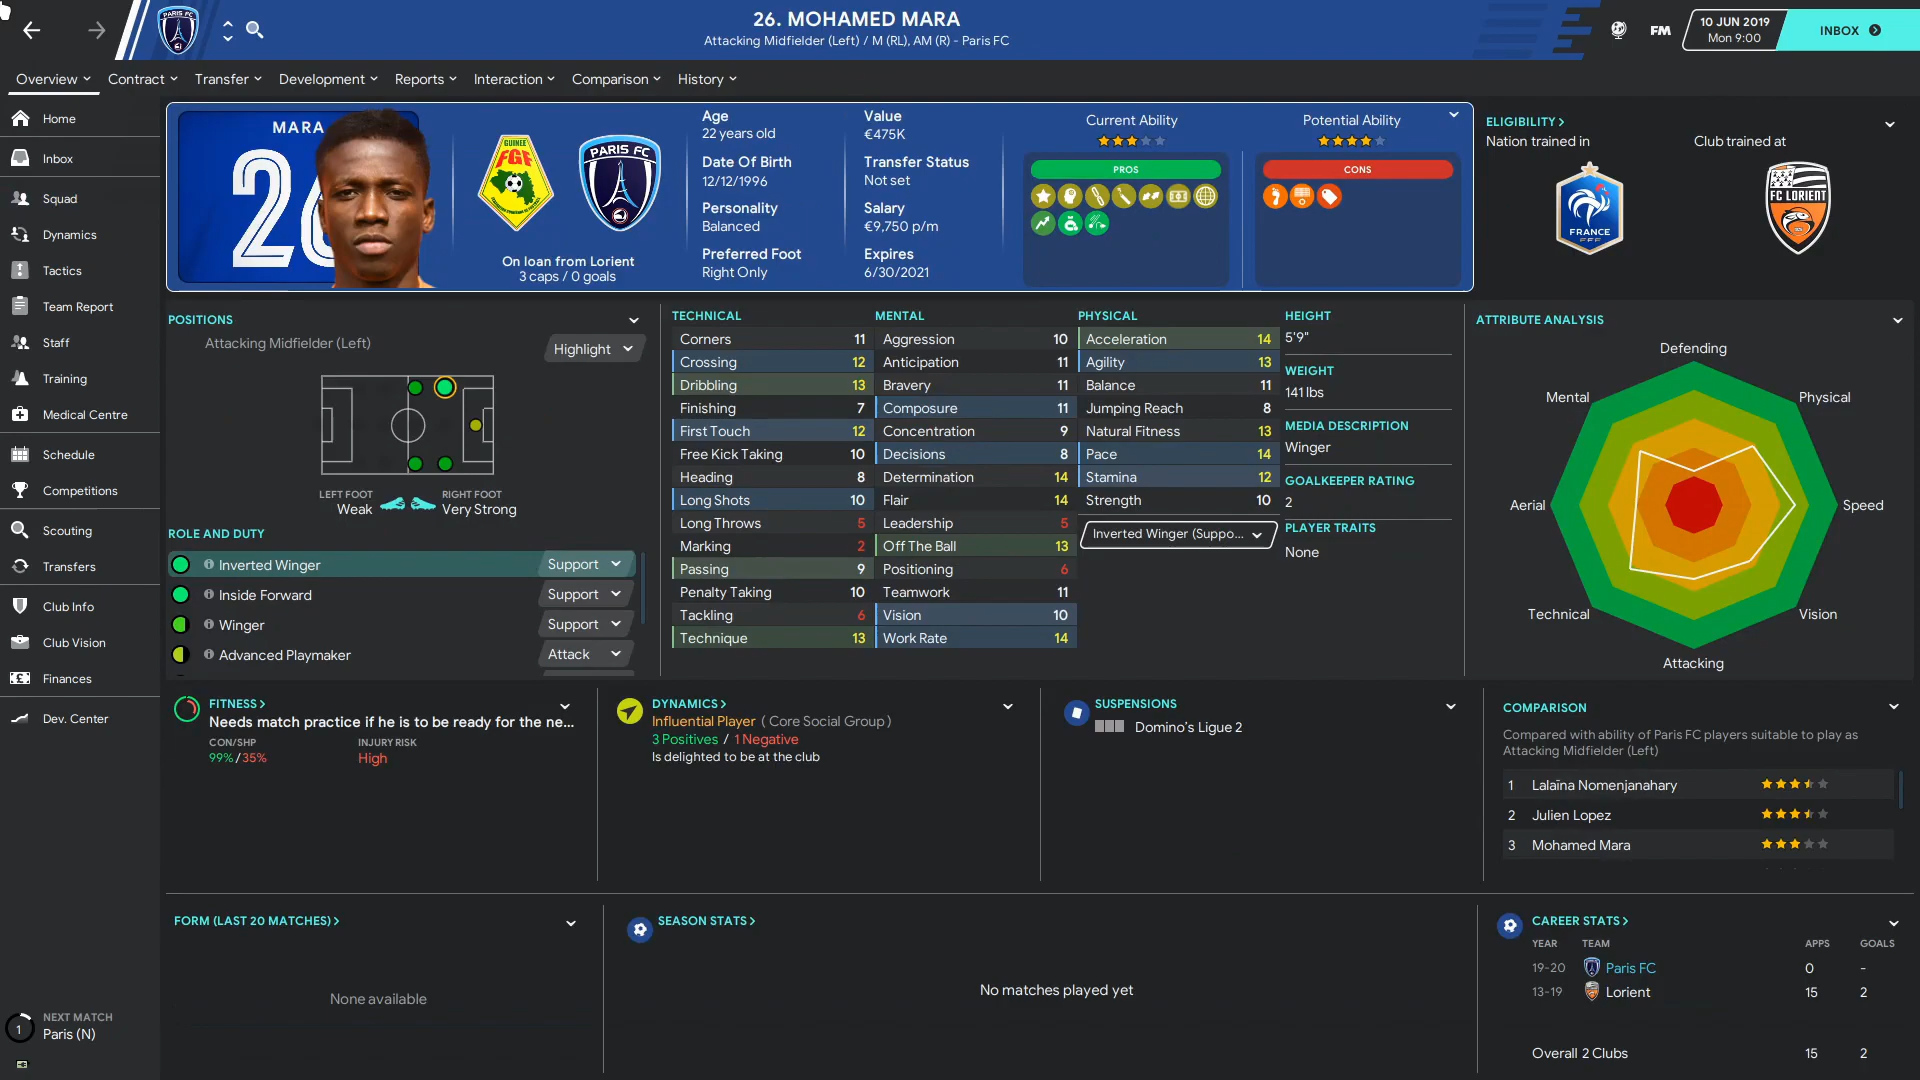 26. MOHAMED MARA
Attacking Midfielder (Left) / M (RL), AM (R) - Paris FC
FM
10 JUN 2019
Mon 9:00
INBOX
Overview
Contract
Transfer
Development
Reports
Interaction
Comparison
History
Home
Inbox
Squad
Dynamics
Tactics
Team Report
Staff
Training
Medical Centre
Schedule
Competitions
Scouting
Transfers
Club Info
Club Vision
Finances
Dev. Center
NEXT MATCH
1
Paris (N)
MARA
26
GUINEE
FGF
PARIS FC
On loan from Lorient
3 caps / 0 goals
Age
22 years old
Date Of Birth
12/12/1996
Personality
Balanced
Preferred Foot
Right Only
Value
€475K
Transfer Status
Not set
Salary
€9,750 p/m
Expires
6/30/2021
Current Ability
PROS
Potential Ability
CONS
ELIGIBILITY
Nation trained in
FRANCE
FFF
Club trained at
FC LORIENT
POSITIONS
Attacking Midfielder (Left)
Highlight
LEFT FOOT
Weak
RIGHT FOOT
Very Strong
ROLE AND DUTY
Inverted Winger Support
Inside Forward Support
Winger Support
Advanced Playmaker Attack
TECHNICAL
Corners 11
Crossing 12
Dribbling 13
Finishing 7
First Touch 12
Free Kick Taking 10
Heading 8
Long Shots 10
Long Throws 5
Marking 2
Passing 9
Penalty Taking 10
Tackling 6
Technique 13
MENTAL
Aggression 10
Anticipation 11
Bravery 11
Composure 11
Concentration 9
Decisions 8
Determination 14
Flair 14
Leadership 5
Off The Ball 13
Positioning 6
Teamwork 11
Vision 10
Work Rate 14
PHYSICAL
Acceleration 14
Agility 13
Balance 11
Jumping Reach 8
Natural Fitness 13
Pace 14
Stamina 12
Strength 10
Inverted Winger (Suppo...
HEIGHT
5'9"
WEIGHT
141 lbs
MEDIA DESCRIPTION
Winger
GOALKEEPER RATING
2
PLAYER TRAITS
None
ATTRIBUTE ANALYSIS
Defending
Mental
Physical
Aerial
Speed
Technical
Vision
Attacking
FITNESS
Needs match practice if he is to be ready for the ne...
CON/SHP
99% / 35%
INJURY RISK
High
DYNAMICS
Influential Player ( Core Social Group )
3 Positives / 1 Negative
Is delighted to be at the club
SUSPENSIONS
Domino's Ligue 2
COMPARISON
Compared with ability of Paris FC players suitable to play as
Attacking Midfielder (Left)
1 Lalaïna Nomenjanahary
2 Julien Lopez
3 Mohamed Mara
FORM (LAST 20 MATCHES)
None available
SEASON STATS
No matches played yet
CAREER STATS
YEAR TEAM APPS GOALS
19-20 Paris FC 0 -
13-19 Lorient 15 2
Overall 2 Clubs 15 2